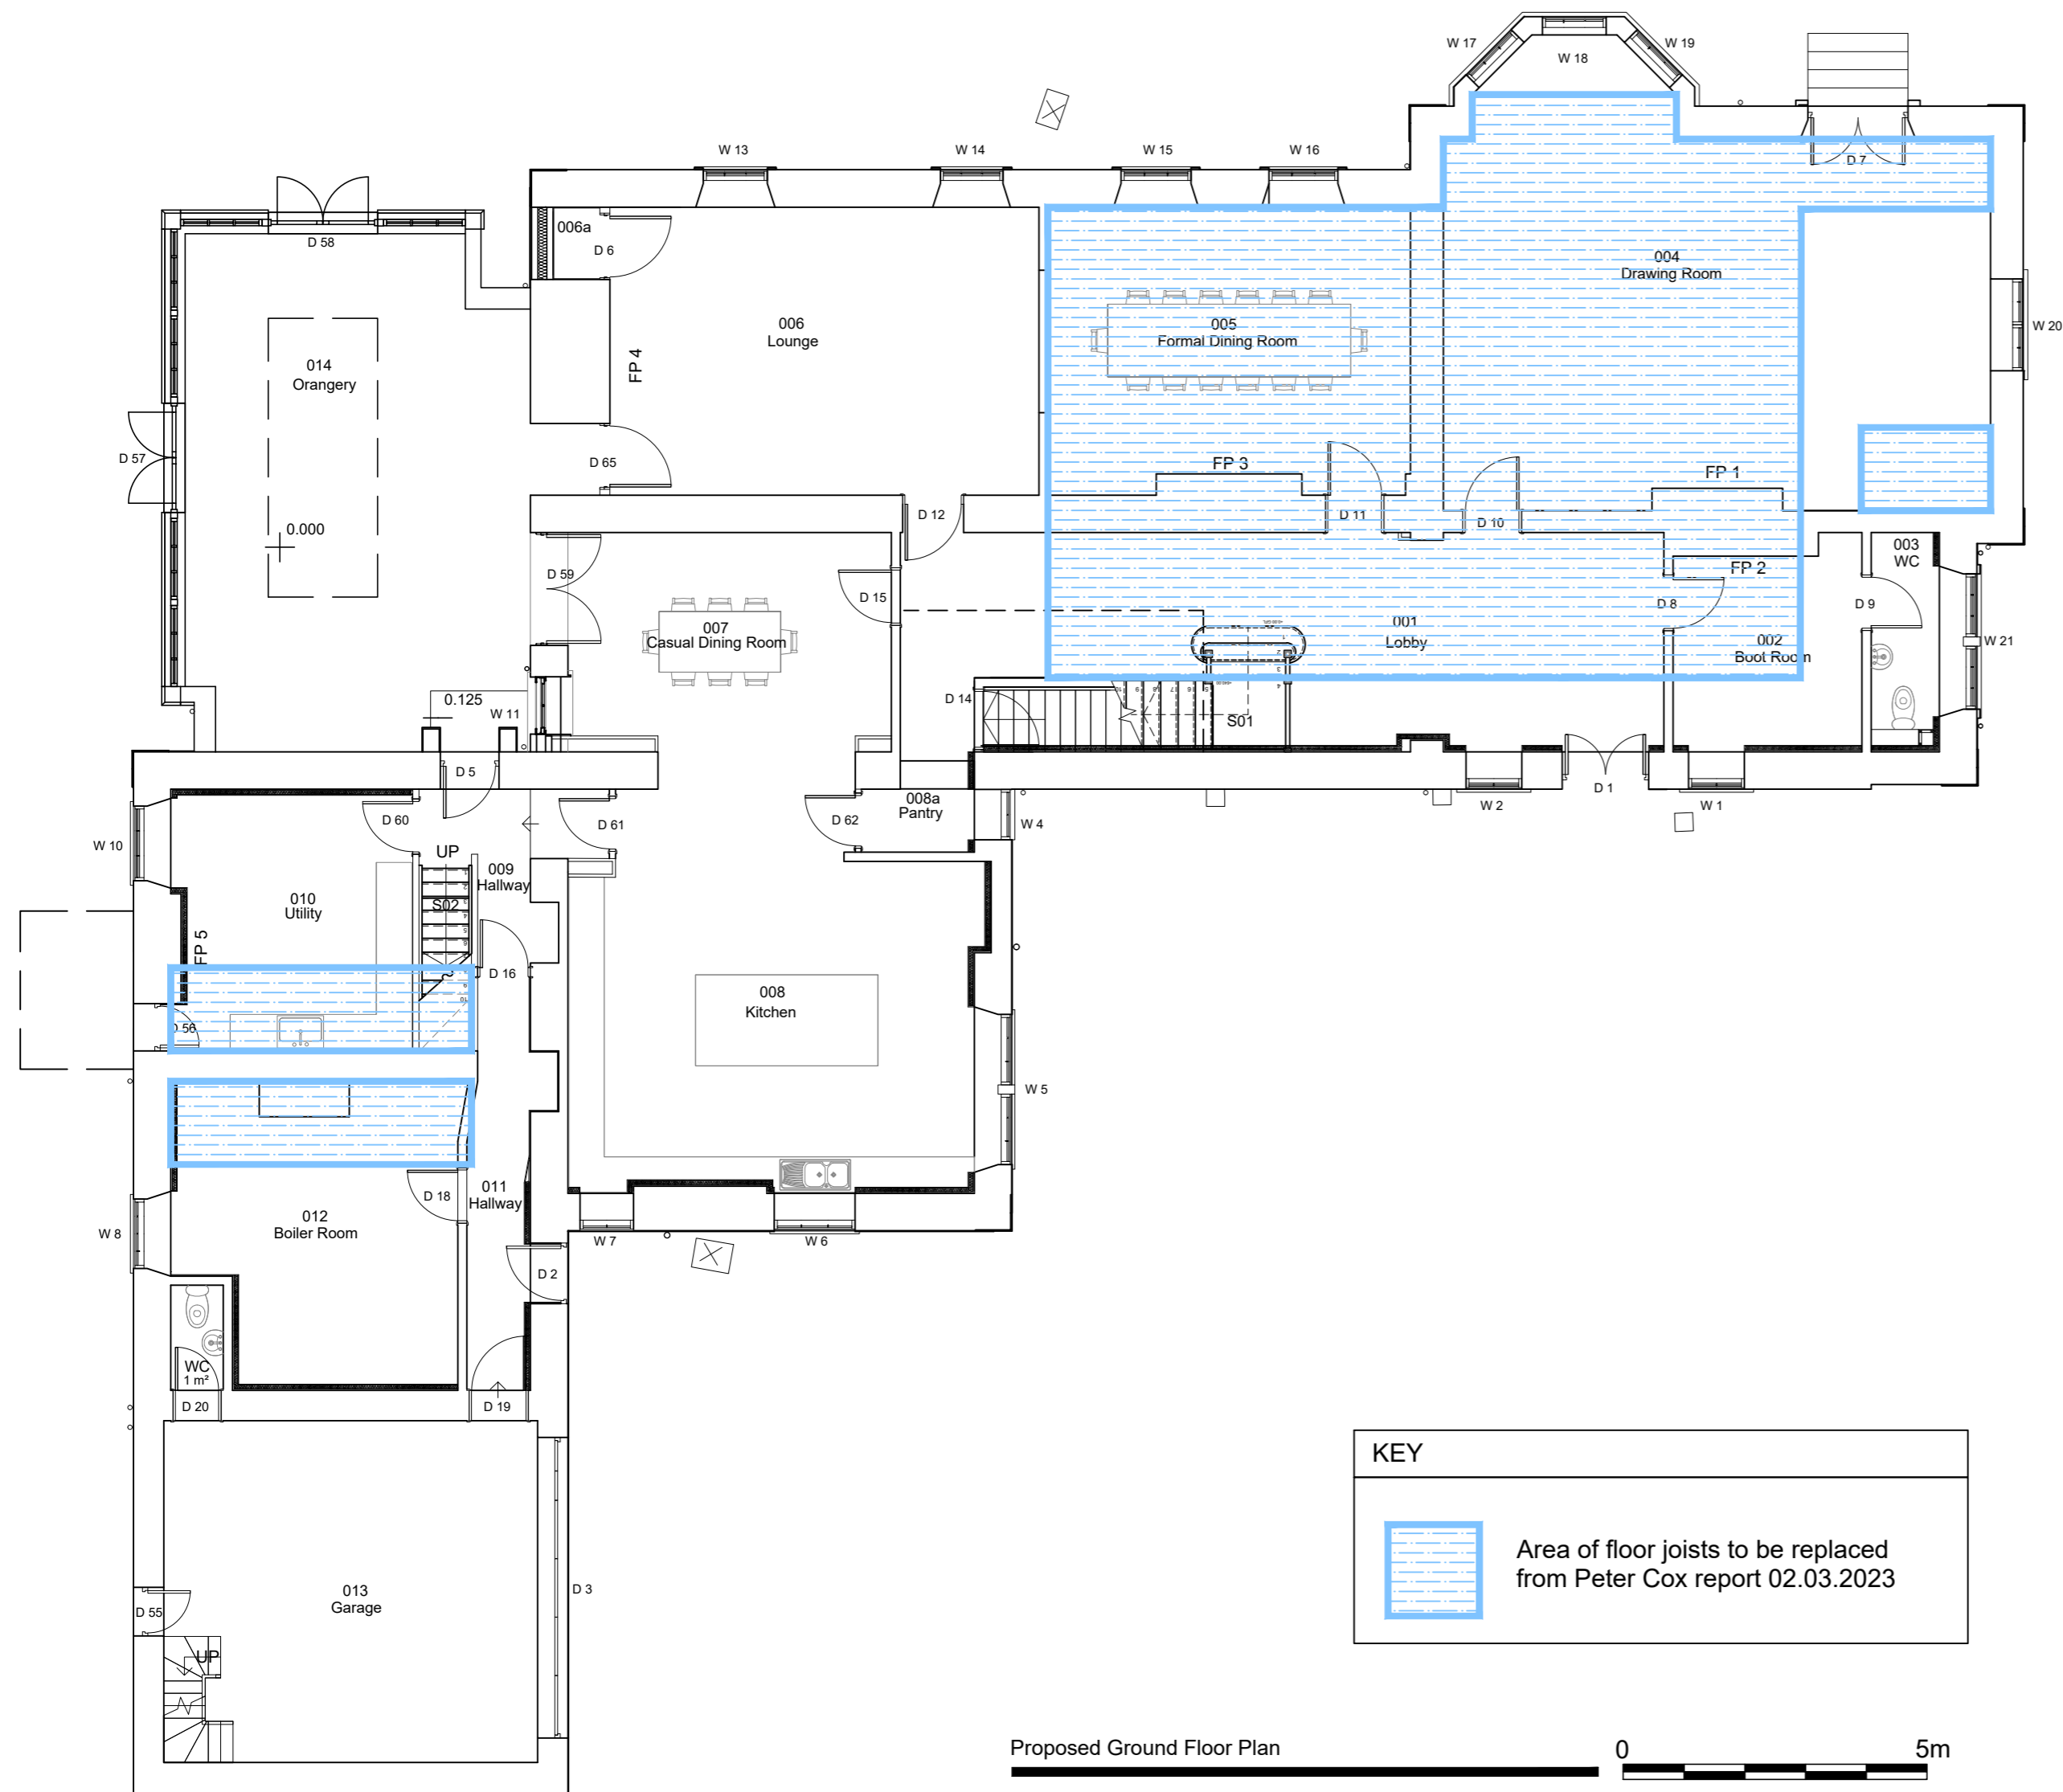 W 17
W 18
W 19
W 13
W 14
W 15
W 16
D 7
D 58
006a
D 6
004
Drawing Room
W 20
006
Lounge
005
Formal Dining Room
FP 4
014
Orangery
D 57
D 65
FP 3
FP 1
D 12
D 11
D 10
0.000
003
WC
D 59
D 15
FP 2
D 8
D 9
007
Casual Dining Room
001
Lobby
002
Boot Room
W 21
0.125
W 11
D 14
S01
D 5
W 2
D 1
W 1
008a
Pantry
D 60
D 61
D 62
W 4
W 10
UP
009
Hallway
010
Utility
S02
FP 5
D 16
008
Kitchen
D 56
W 5
D 18
011
Hallway
012
Boiler Room
W 8
W 7
W 6
D 2
WC
1 m²
D 20
D 19
KEY
Area of floor joists to be replaced
from Peter Cox report 02.03.2023
013
Garage
D 3
D 55
UP
Proposed Ground Floor Plan
0
5m